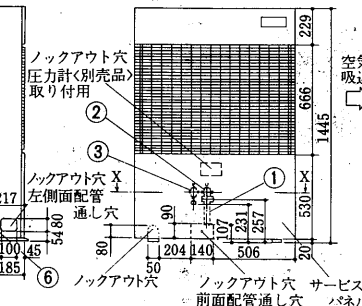 229
ノックアウト穴
圧力計<別売品>
取り付用
空気
吸込
666
1445
②
③
X
X
①
ノックアウト穴
左側面配管
通し穴
217
530
5480
90
107
231
257
80
100
45
204
140
506
20
185
⑥
50
ノックアウト穴
ノックアウト穴
前面配管通し穴
サービス
パネル